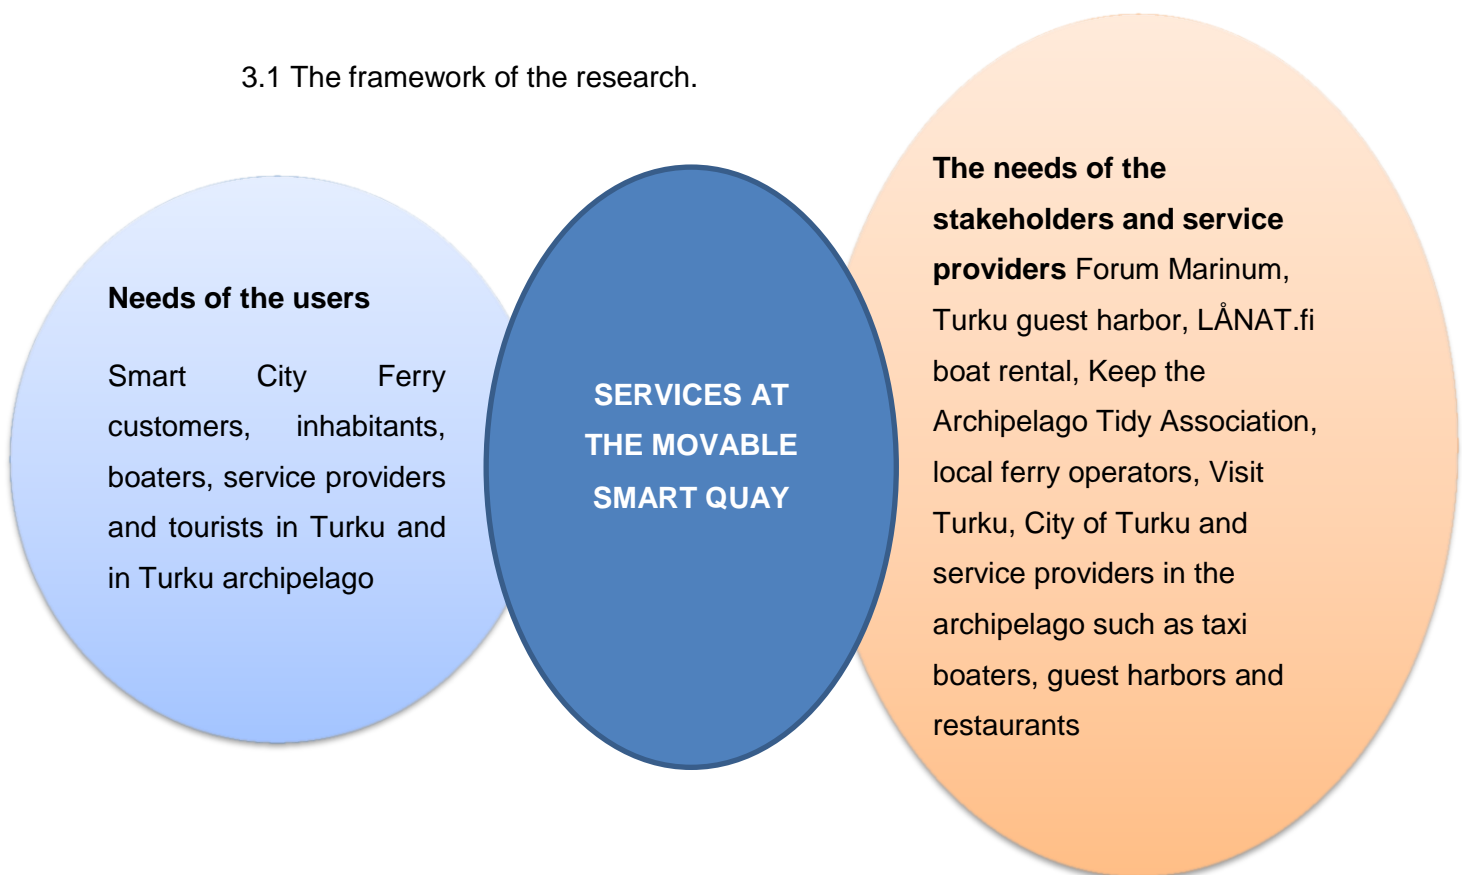 3.1 The framework of the research.
Needs of the users
Smart City Ferry
customers, inhabitants,
boaters, service providers
and tourists in Turku and
in Turku archipelago
SERVICES AT
THE MOVABLE
SMART QUAY
The needs of the
stakeholders and service
providers Forum Marinum,
Turku guest harbor, LÅNAT.fi
boat rental, Keep the
Archipelago Tidy Association,
local ferry operators, Visit
Turku, City of Turku and
service providers in the
archipelago such as taxi
boaters, guest harbors and
restaurants